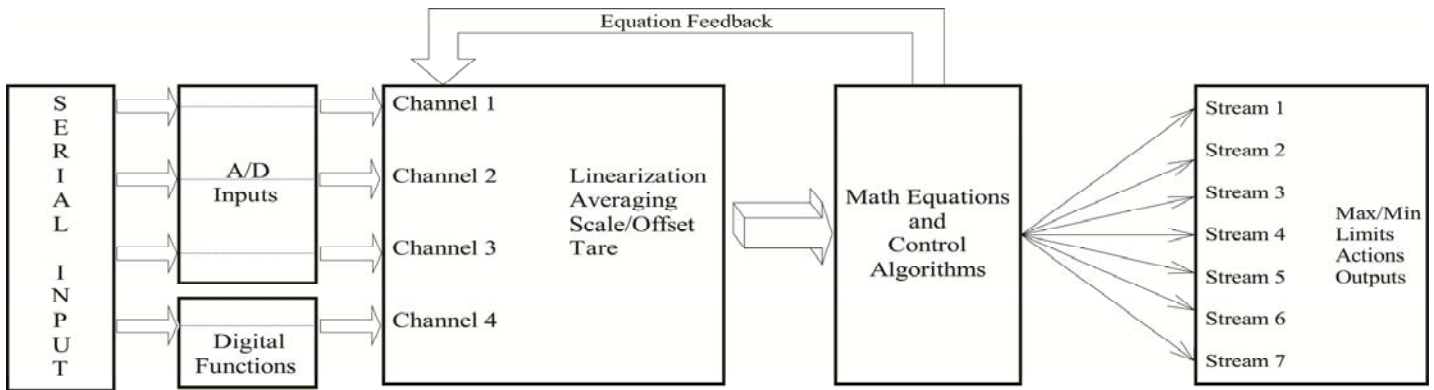 Equation Feedback
SERIAL INPUT
A/D
Inputs
Digital
Functions
Channel 1
Channel 2
Channel 3
Channel 4
Linearization
Averaging
Scale/Offset
Tare
Math Equations
and
Control
Algorithms
Stream 1
Stream 2
Stream 3
Stream 4
Stream 5
Stream 6
Stream 7
Max/Min
Limits
Actions
Outputs